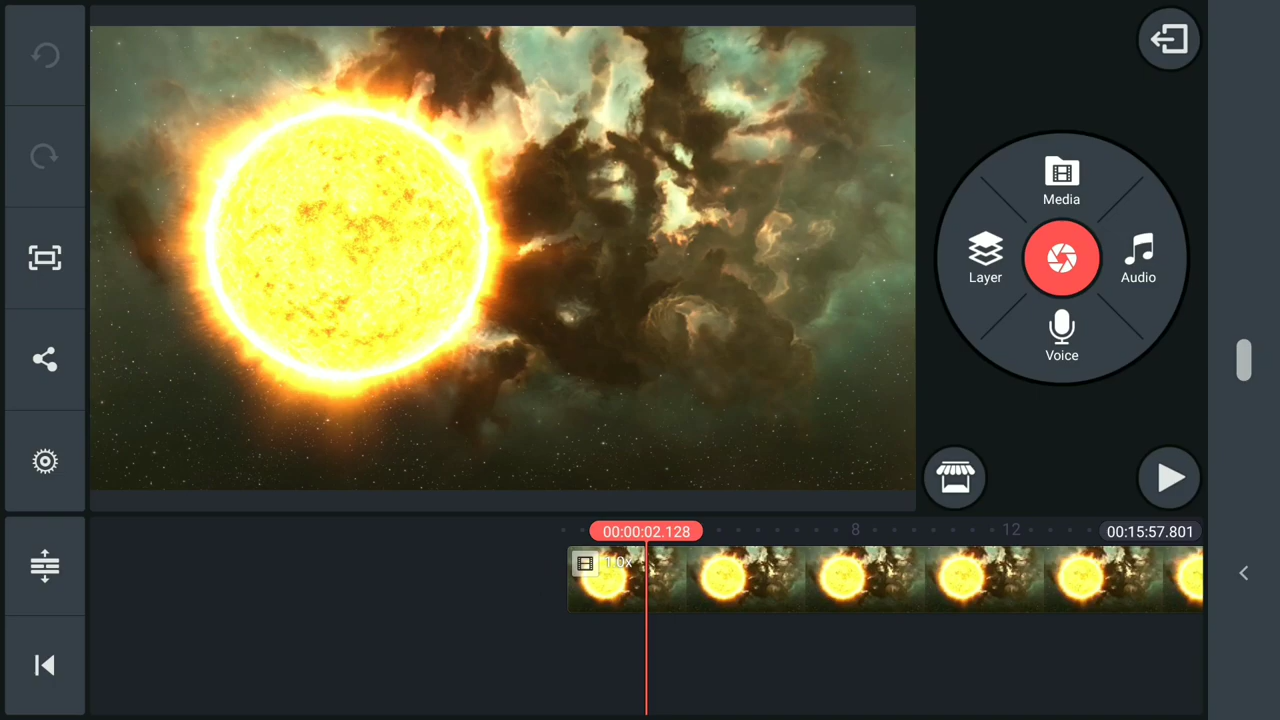 Media
Layer
Audio
Voice
00:00:02.128
8
12
00:15:57.801
1.0x